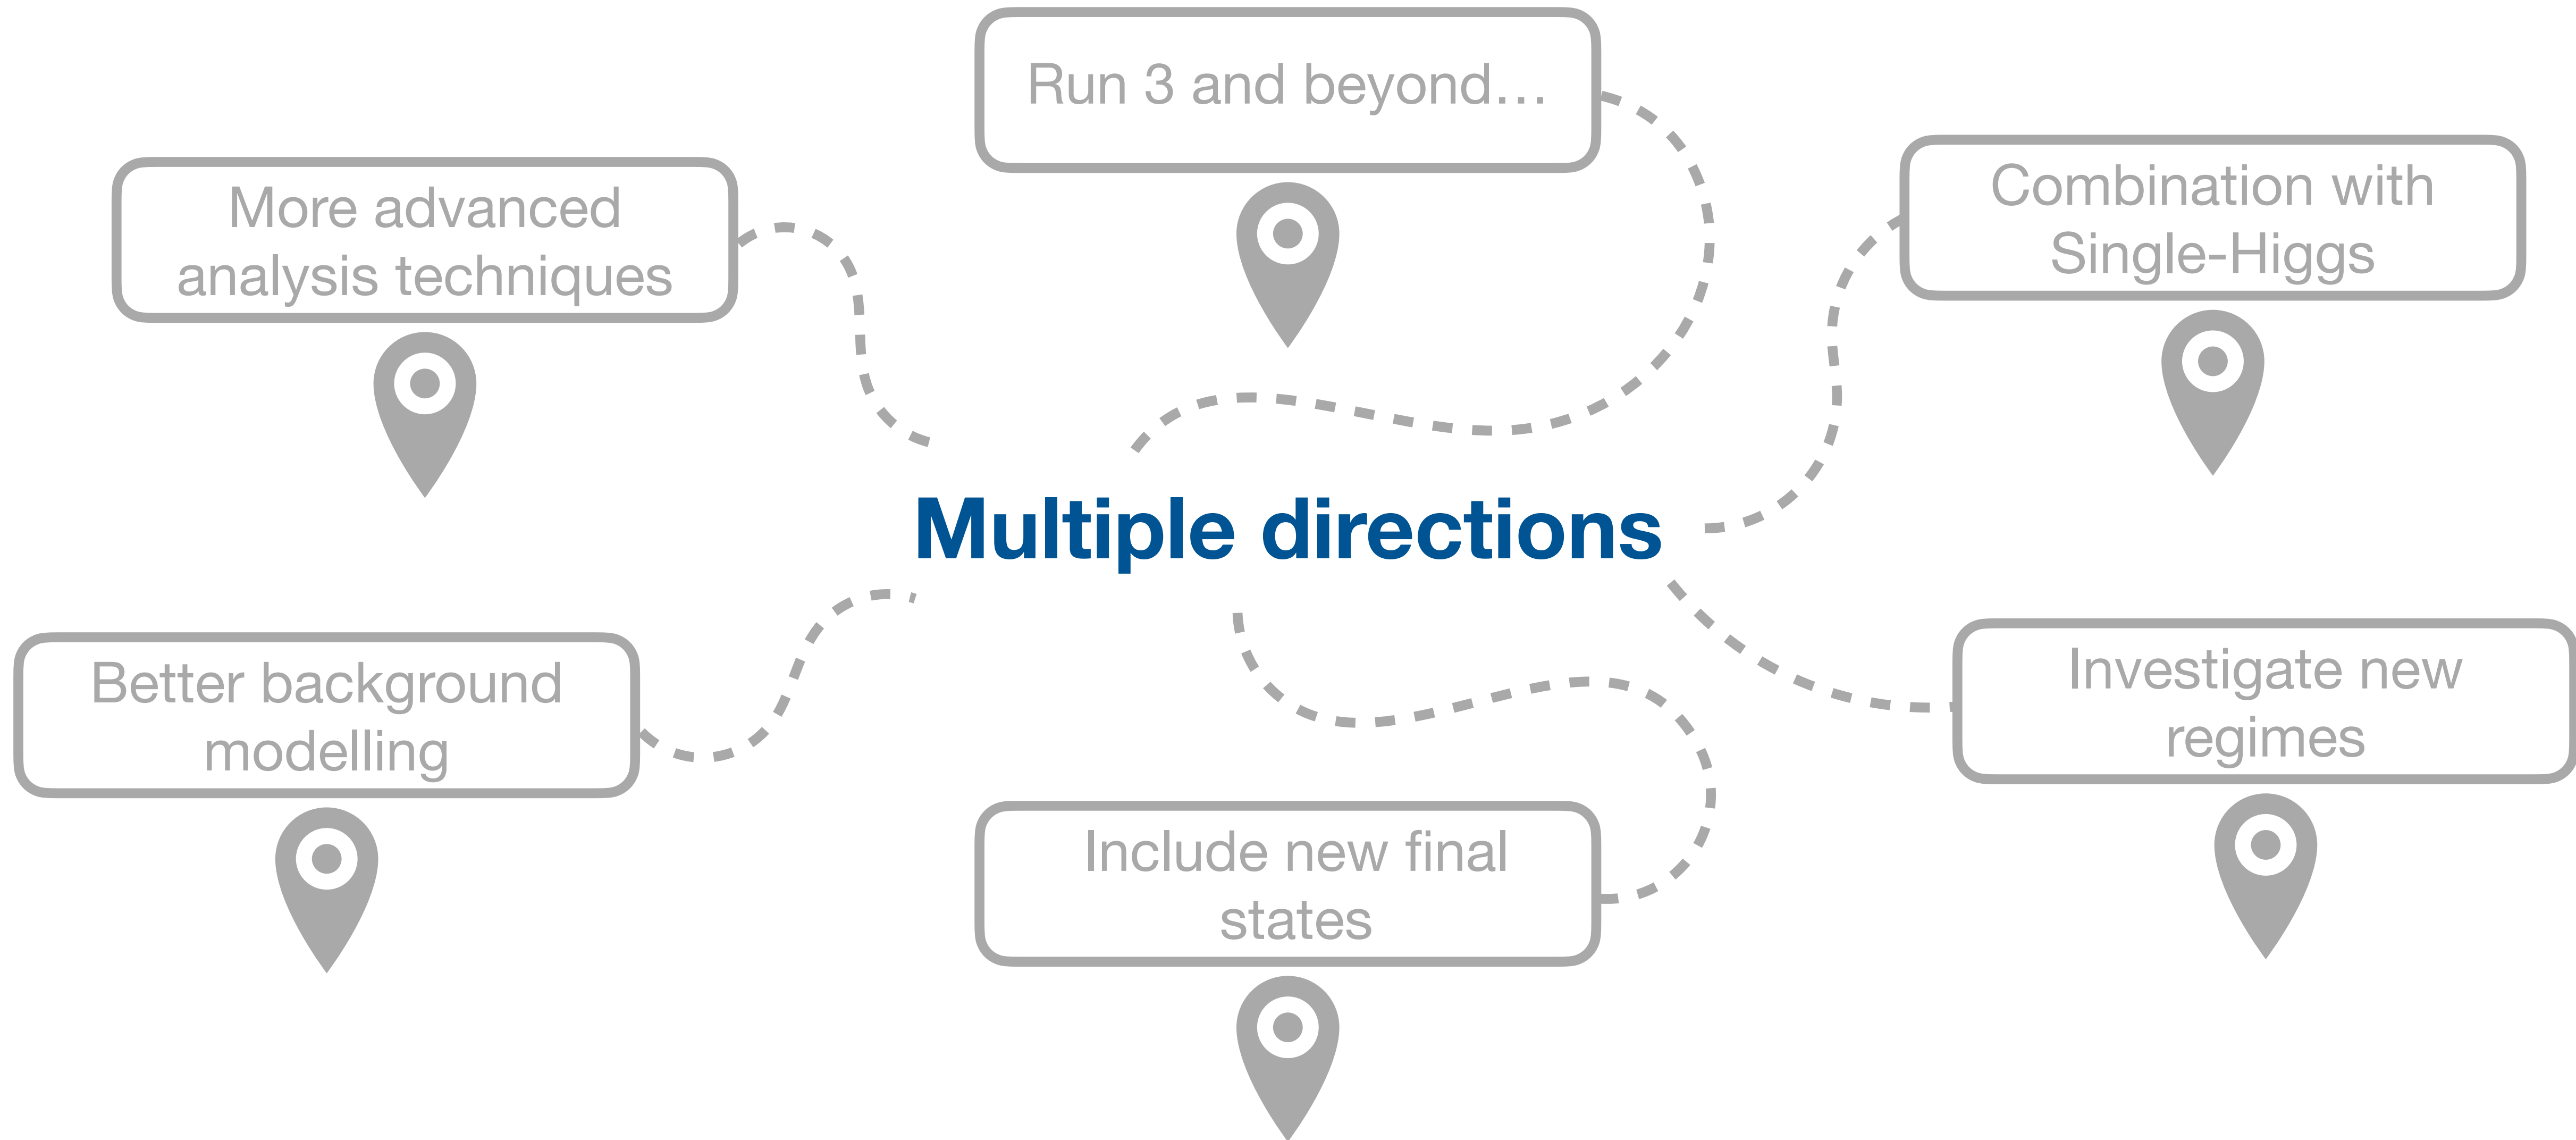 Run 3 and beyond…
More advanced
analysis techniques
Combination with
Single-Higgs
Multiple directions
Better background
modelling
Investigate new
regimes
Include new final
states